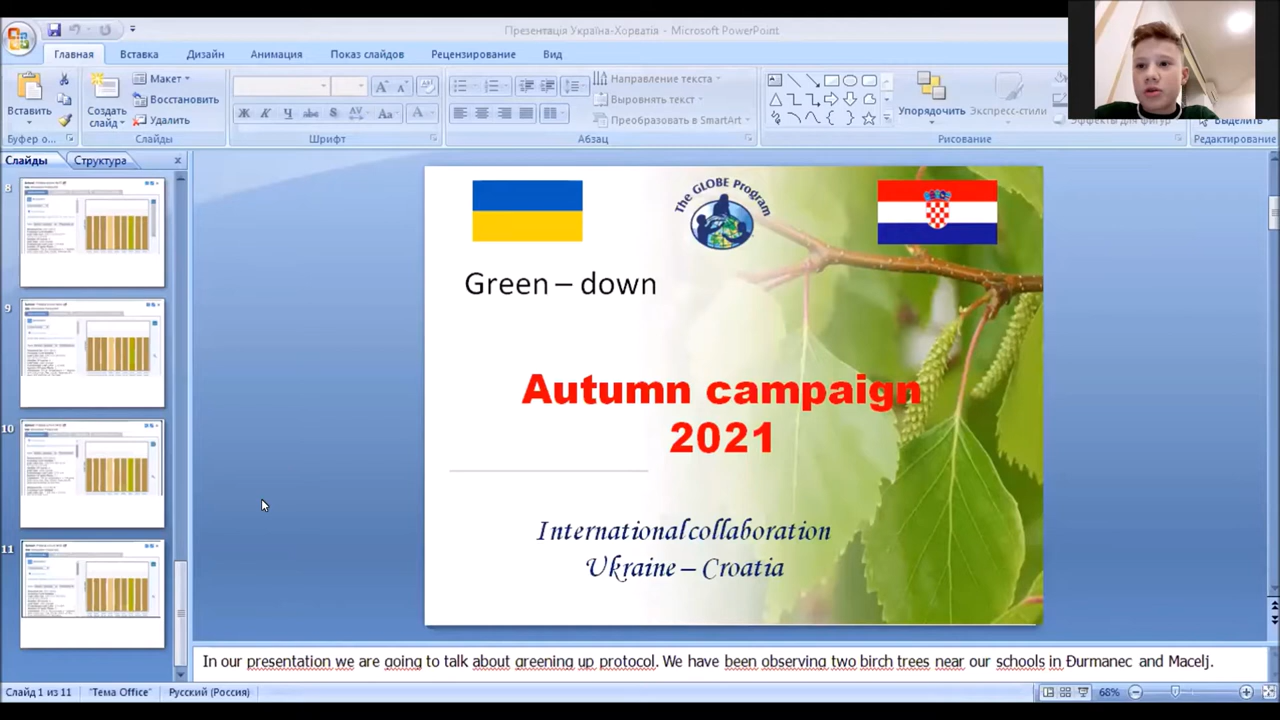 Презентація Україна-Хорватія - Microsoft PowerPoint
Главная Вставка Дизайн Анимация Показ слайдов Рецензирование Вид
Вставить
Создать слайд
Макет
Восстановить
Удалить
Направление текста
Выровнять текст
Преобразовать в SmartArt
Упорядочить
Экспресс-стили
Эффекты для фигур
Выделить
Буфер о... Слайды Шрифт Абзац Рисование Редактирование
Слайды Структура
8
9
10
11
The GLOBE Program
Green – down
Autumn campaign
2021
International collaboration
Ukraine – Croatia
In our presentation we are going to talk about greening up protocol. We have been observing two birch trees near our schools in Đurmanec and Macelj.
Слайд 1 из 11 "Тема Office" Русский (Россия) 68%